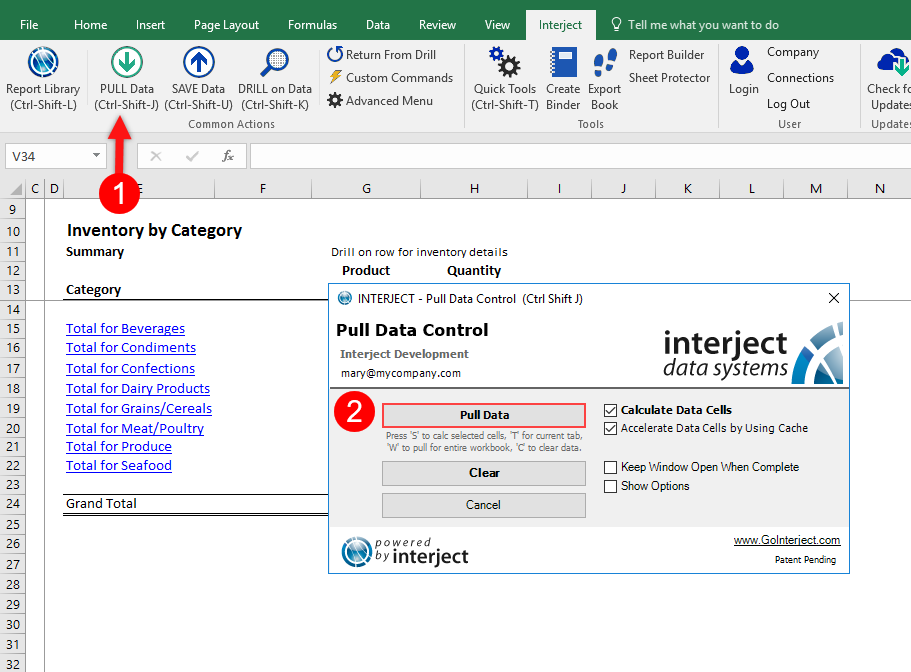 File Home Insert Page Layout Formulas Data Review View Interject Tell me what you want to do
Report Library (Ctrl-Shift-L)
PULL Data (Ctrl-Shift-J)
SAVE Data (Ctrl-Shift-U)
DRILL on Data (Ctrl-Shift-K)
Return From Drill
Custom Commands
Advanced Menu
Common Actions
Quick Tools (Ctrl-Shift-T)
Create Binder
Export Book
Report Builder
Sheet Protector
Tools
Login
Company
Connections
Log Out
User
Check fo
Updates
Updates
V34
fx
1
C D F G H I J K L M N
9
10 Inventory by Category
11 Summary Drill on row for inventory details
12 Product Quantity
13 Category
14
15 Total for Beverages
16 Total for Condiments
17 Total for Confections
18 Total for Dairy Products
19 Total for Grains/Cereals
20 Total for Meat/Poultry
21 Total for Produce
22 Total for Seafood
23
24 Grand Total
25
26
27
28
29
30
31
32
INTERJECT - Pull Data Control (Ctrl Shift J)
Pull Data Control
Interject Development
mary@mycompany.com
interject
data systems
2
Pull Data
Press 'S' to calc selected cells, 'T' for current tab,
'W' to pull for entire workbook, 'C' to clear data.
Clear
Cancel
Calculate Data Cells
Accelerate Data Cells by Using Cache
Keep Window Open When Complete
Show Options
powered
by interject
www.GoInterject.com
Patent Pending